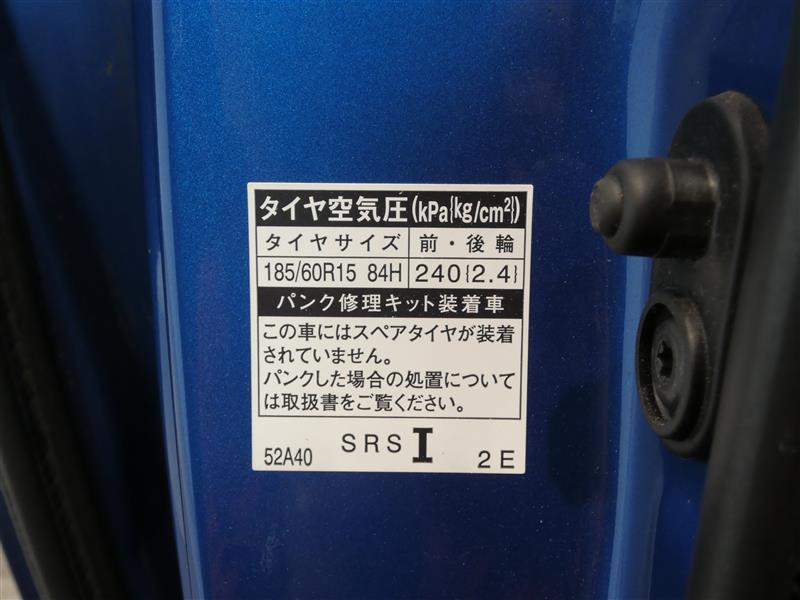 タイヤ空気圧(kPa{kg/cm²})
タイヤサイズ 前・後輪
185/60R15 84H 240{2.4}
パンク修理キット装着車
この車にはスペアタイヤが装着
されていません。
パンクした場合の処置について
は取扱書をご覧ください。
52A40 SRS I 2E